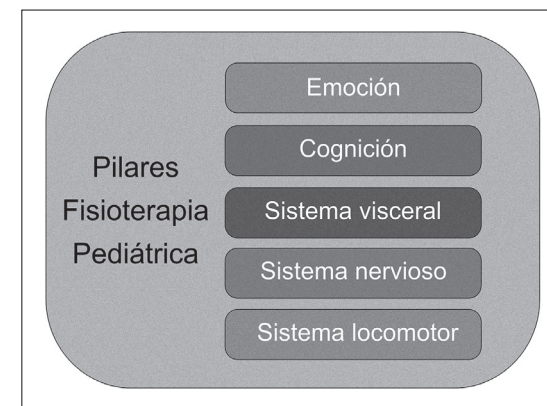 Pilares
Fisioterapia
Pediátrica
Emoción
Cognición
Sistema visceral
Sistema nervioso
Sistema locomotor